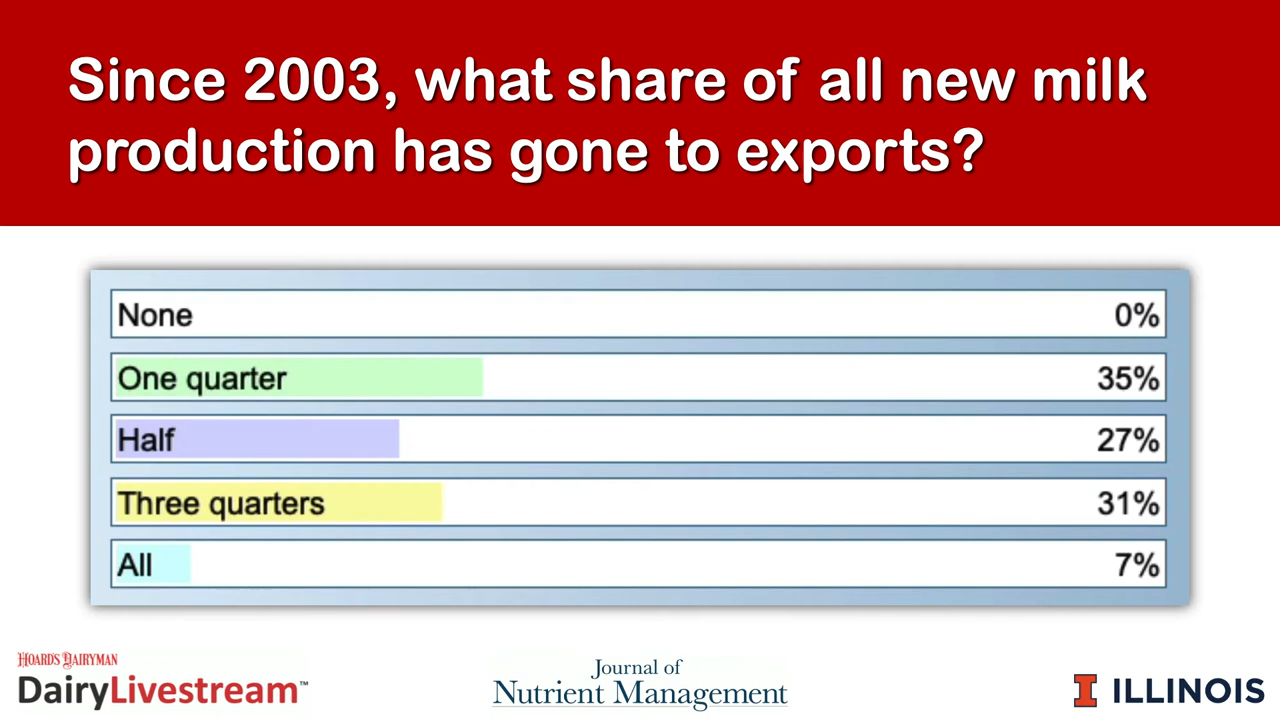 Since 2003, what share of all new milk
production has gone to exports?
None 0%
One quarter 35%
Half 27%
Three quarters 31%
All 7%
HOARD'S DAIRYMAN
DairyLivestream™
Journal of
Nutrient Management
I ILLINOIS